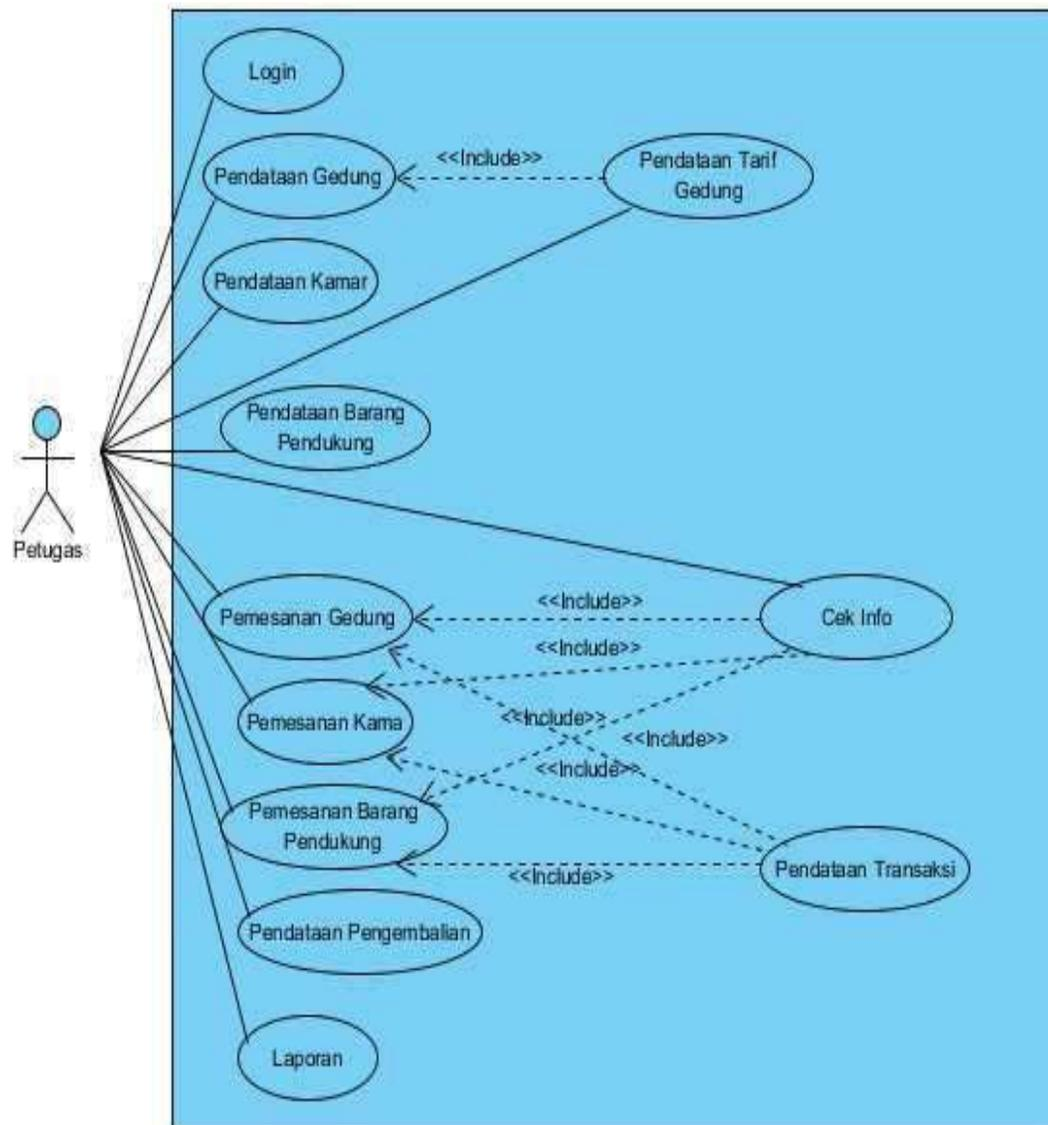 Login
Pendataan Gedung
<<Include>>
Pendataan Tarif
Gedung
Pendataan Kamar
Pendataan Barang
Pendukung
Petugas
Pemesanan Gedung
<<Include>>
Cek Info
<<Include>>
Pemesanan Kama
<<Include>>
<<Include>>
<<Include>>
Pemesanan Barang
Pendukung
<<Include>>
Pendataan Transaksi
Pendataan Pengembalian
Laporan